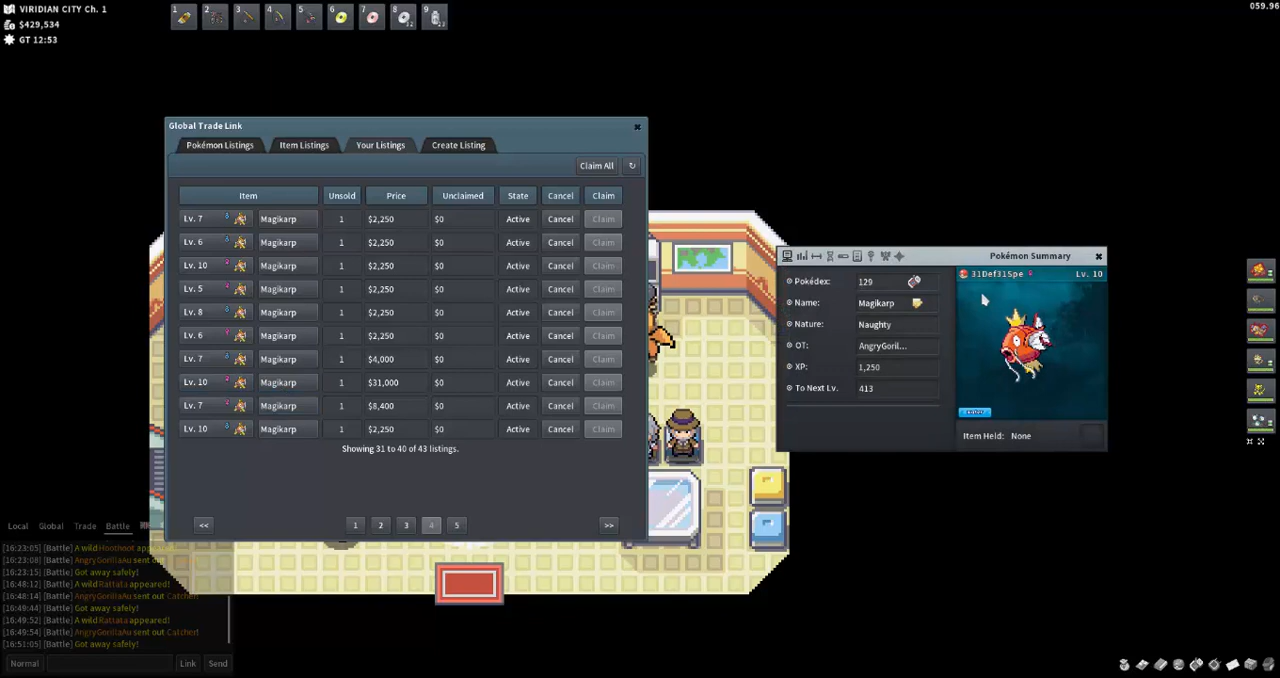 VIRIDIAN CITY Ch. 1
$429,534
GT 12:53
1 2 3 4 5 6 7 8 9
059.96
Global Trade Link
Pokémon Listings Item Listings Your Listings Create Listing
Claim All
Item Unsold Price Unclaimed State Cancel Claim
Lv. 7 Magikarp 1 $2,250 $0 Active Cancel Claim
Lv. 6 Magikarp 1 $2,250 $0 Active Cancel Claim
Lv. 10 Magikarp 1 $2,250 $0 Active Cancel Claim
Lv. 5 Magikarp 1 $2,250 $0 Active Cancel Claim
Lv. 8 Magikarp 1 $2,250 $0 Active Cancel Claim
Lv. 6 Magikarp 1 $2,250 $0 Active Cancel Claim
Lv. 7 Magikarp 1 $4,000 $0 Active Cancel Claim
Lv. 10 Magikarp 1 $31,000 $0 Active Cancel Claim
Lv. 7 Magikarp 1 $8,400 $0 Active Cancel Claim
Lv. 10 Magikarp 1 $2,250 $0 Active Cancel Claim
Showing 31 to 40 of 43 listings.
<< 1 2 3 4 5 >>
Pokémon Summary
Pokédex: 129
Name: Magikarp
Nature: Naughty
OT: AngryGoril...
XP: 1,250
To Next Lv. 413
31Def31Spe Lv. 10
Item Held: None
Local Global Trade Battle
[16:23:05] [Battle] A wild Hoothoot appeared!
[16:23:08] [Battle] AngryGorillaAu sent out Catcher!
[16:23:15] [Battle] Got away safely!
[16:48:12] [Battle] A wild Rattata appeared!
[16:48:14] [Battle] AngryGorillaAu sent out Catcher!
[16:49:44] [Battle] Got away safely!
[16:49:52] [Battle] A wild Rattata appeared!
[16:49:54] [Battle] AngryGorillaAu sent out Catcher!
[16:51:05] [Battle] Got away safely!
Normal Link Send